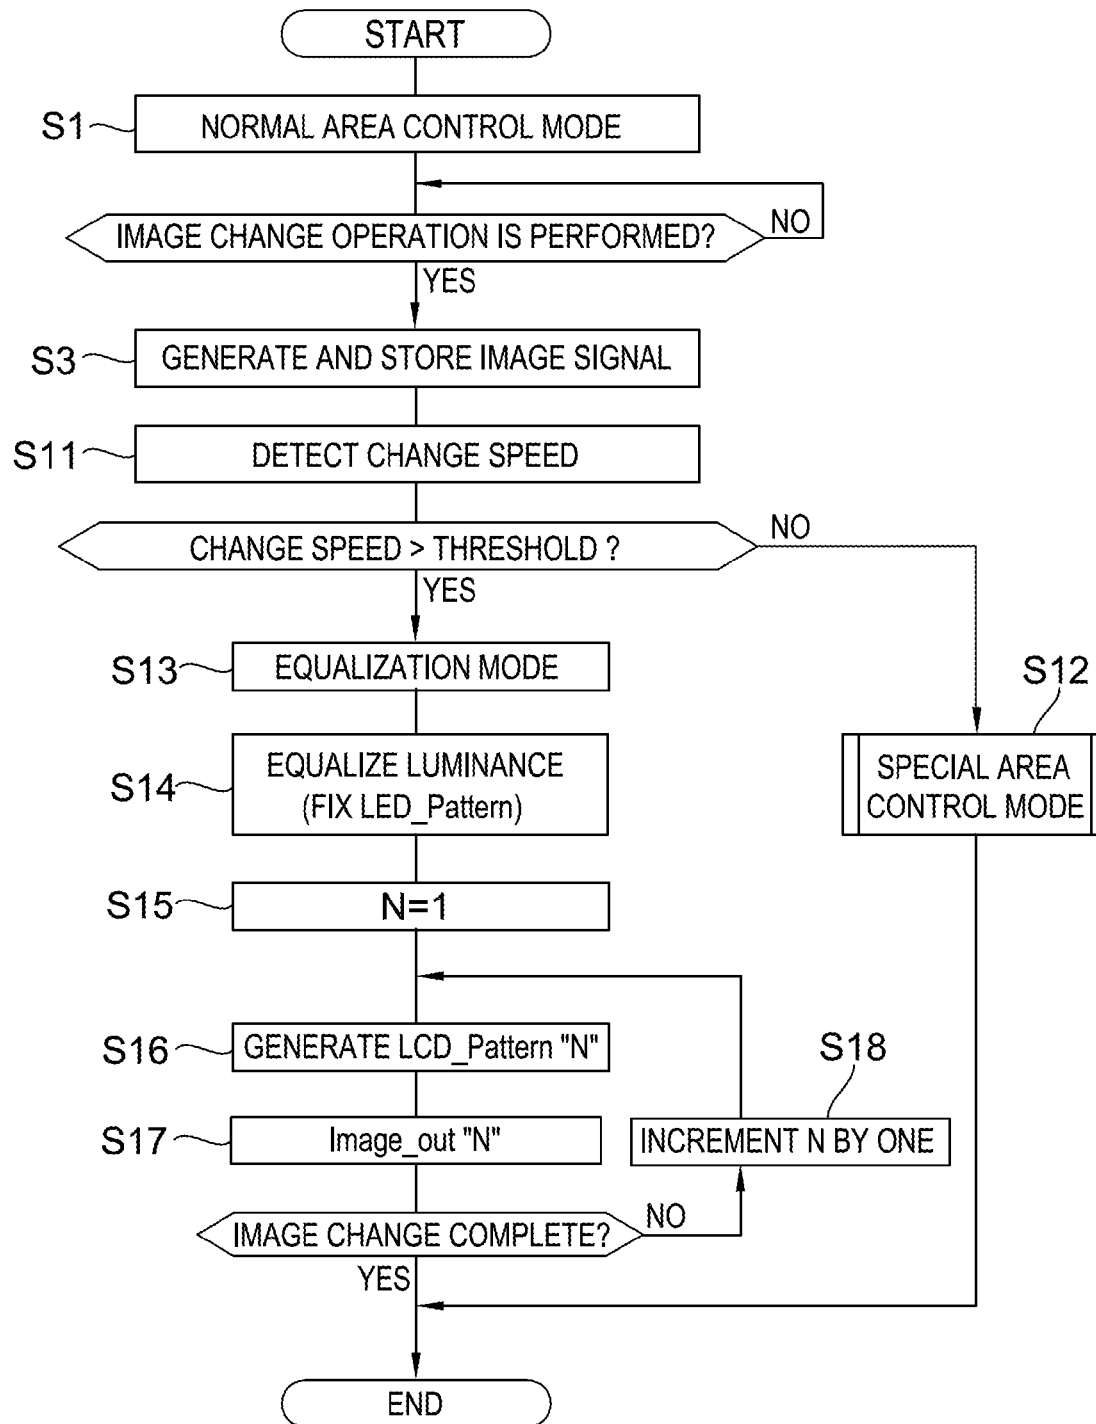 START
S1
NORMAL AREA CONTROL MODE
IMAGE CHANGE OPERATION IS PERFORMED?
NO
YES
S3
GENERATE AND STORE IMAGE SIGNAL
S11
DETECT CHANGE SPEED
CHANGE SPEED > THRESHOLD ?
NO
YES
S13
EQUALIZATION MODE
S12
SPECIAL AREA
CONTROL MODE
S14
EQUALIZE LUMINANCE
(FIX LED_Pattern)
S15
N=1
S16
GENERATE LCD_Pattern "N"
S18
INCREMENT N BY ONE
S17
Image_out "N"
IMAGE CHANGE COMPLETE?
NO
YES
END